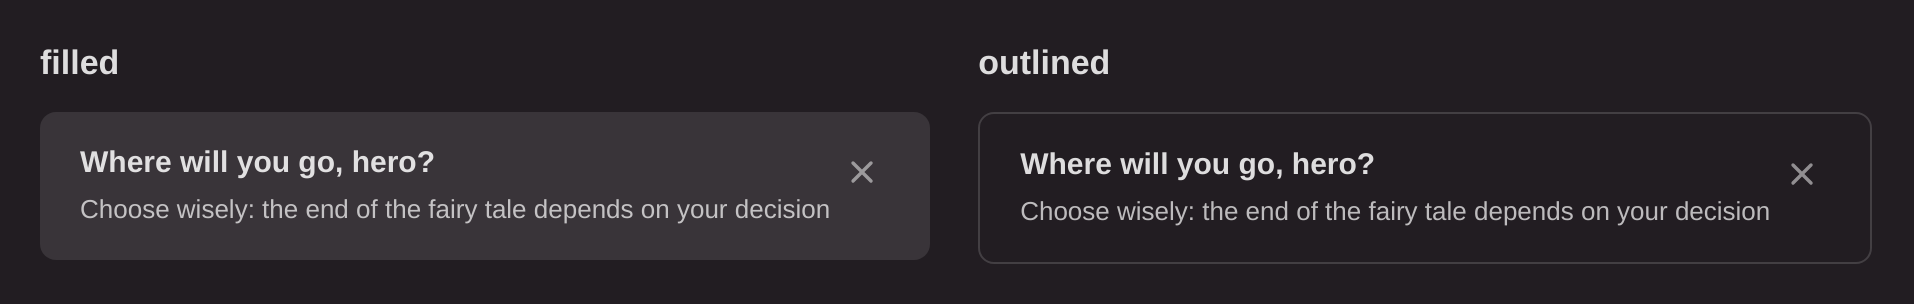 filled
Where will you go, hero?
Choose wisely: the end of the fairy tale depends on your decision
outlined
Where will you go, hero?
Choose wisely: the end of the fairy tale depends on your decision